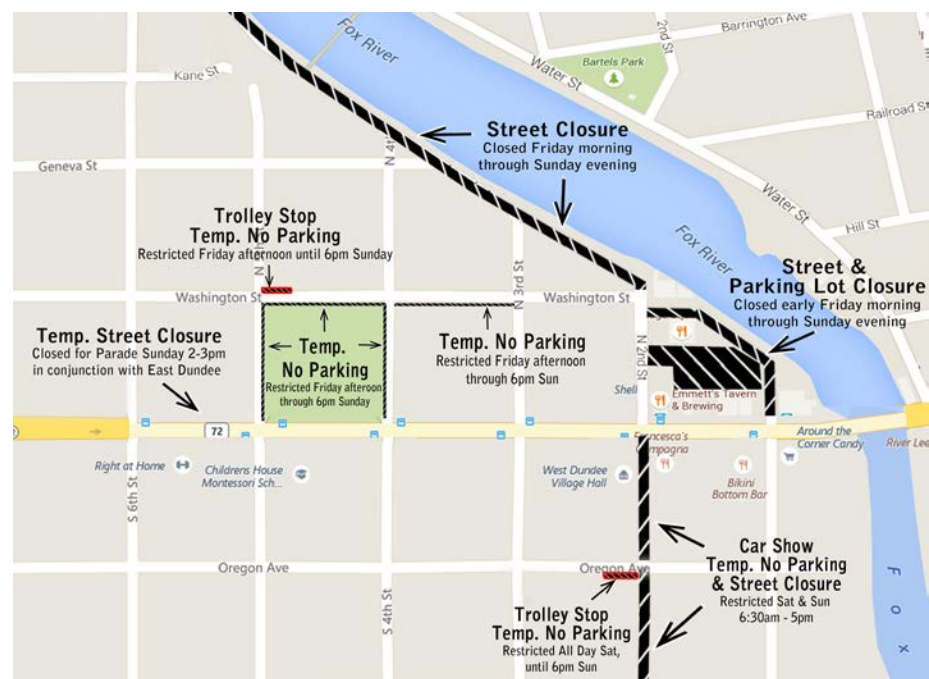 Barrington Ave
2nd St
Fox River
Bartels Park
Water St
Kane St
Railroad St
Street Closure
Closed Friday morning
through Sunday evening
Geneva St
N 4th
Water St
Hill St
Trolley Stop
Temp. No Parking
Restricted Friday afternoon until 6pm Sunday
Fox River
Street &
Parking Lot Closure
Closed early Friday morning
through Sunday evening
N 3rd St
Washington St
Washington St
Temp. Street Closure
Closed for Parade Sunday 2-3pm
in conjunction with East Dundee
Temp.
No Parking
Restricted Friday afternoon
through 6pm Sunday
Temp. No Parking
Restricted Friday afternoon
through 6pm Sun
N 2nd St
Shell
Emmett's Tavern
& Brewing
72
Around the
Corner Candy
River Lee
Right at Home
Childrens House
Montessori Sch...
West Dundee
Village Hall
Bikini
Bottom Bar
S 6th St
Car Show
Temp. No Parking
& Street Closure
Restricted Sat & Sun
6:30am - 5pm
Oregon Ave
Oregon Ave
S 4th St
Trolley Stop
Temp. No Parking
Restricted All Day Sat,
until 6pm Sun
FOX